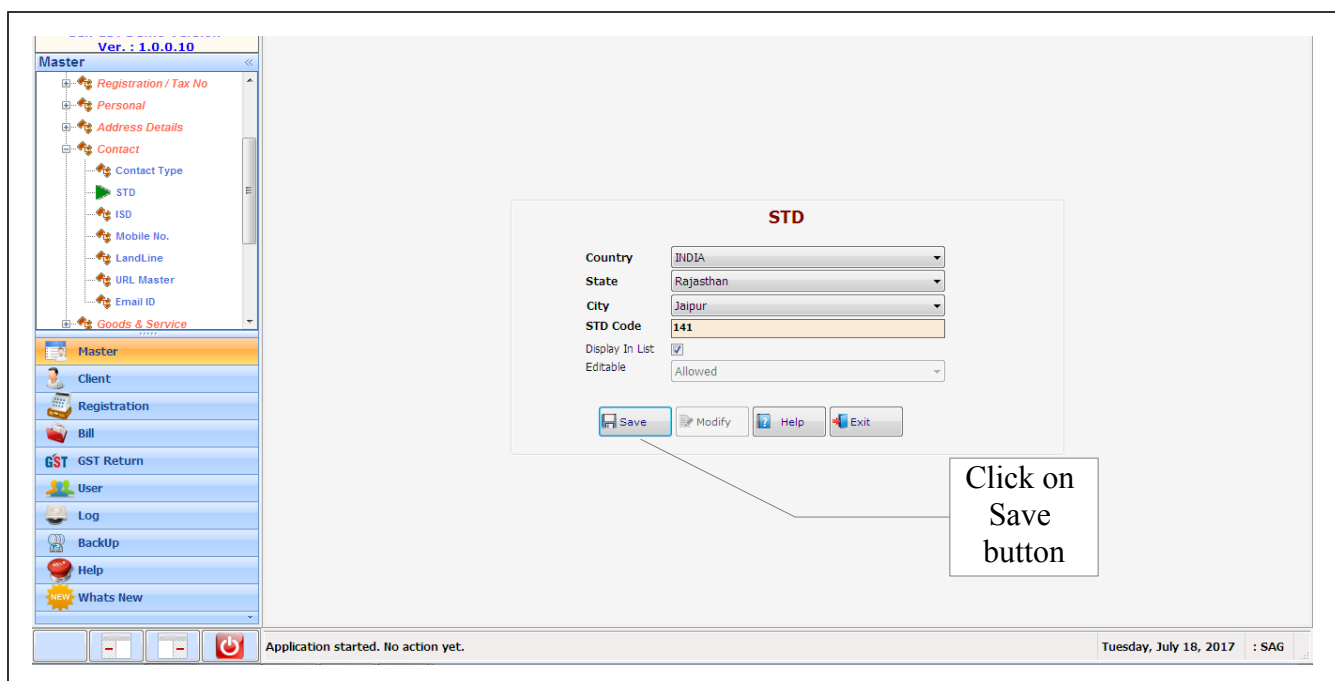 Ver. : 1.0.0.10
Master
Registration / Tax No
Personal
Address Details
Contact
Contact Type
STD
ISD
Mobile No.
LandLine
URL Master
Email ID
Goods & Service
Master
Client
Registration
Bill
GST GST Return
User
Log
BackUp
Help
NEW Whats New
STD
Country INDIA
State Rajasthan
City Jaipur
STD Code 141
Display In List
Editable Allowed
Save Modify Help Exit
Click on
Save
button
Application started. No action yet. Tuesday, July 18, 2017 : SAG